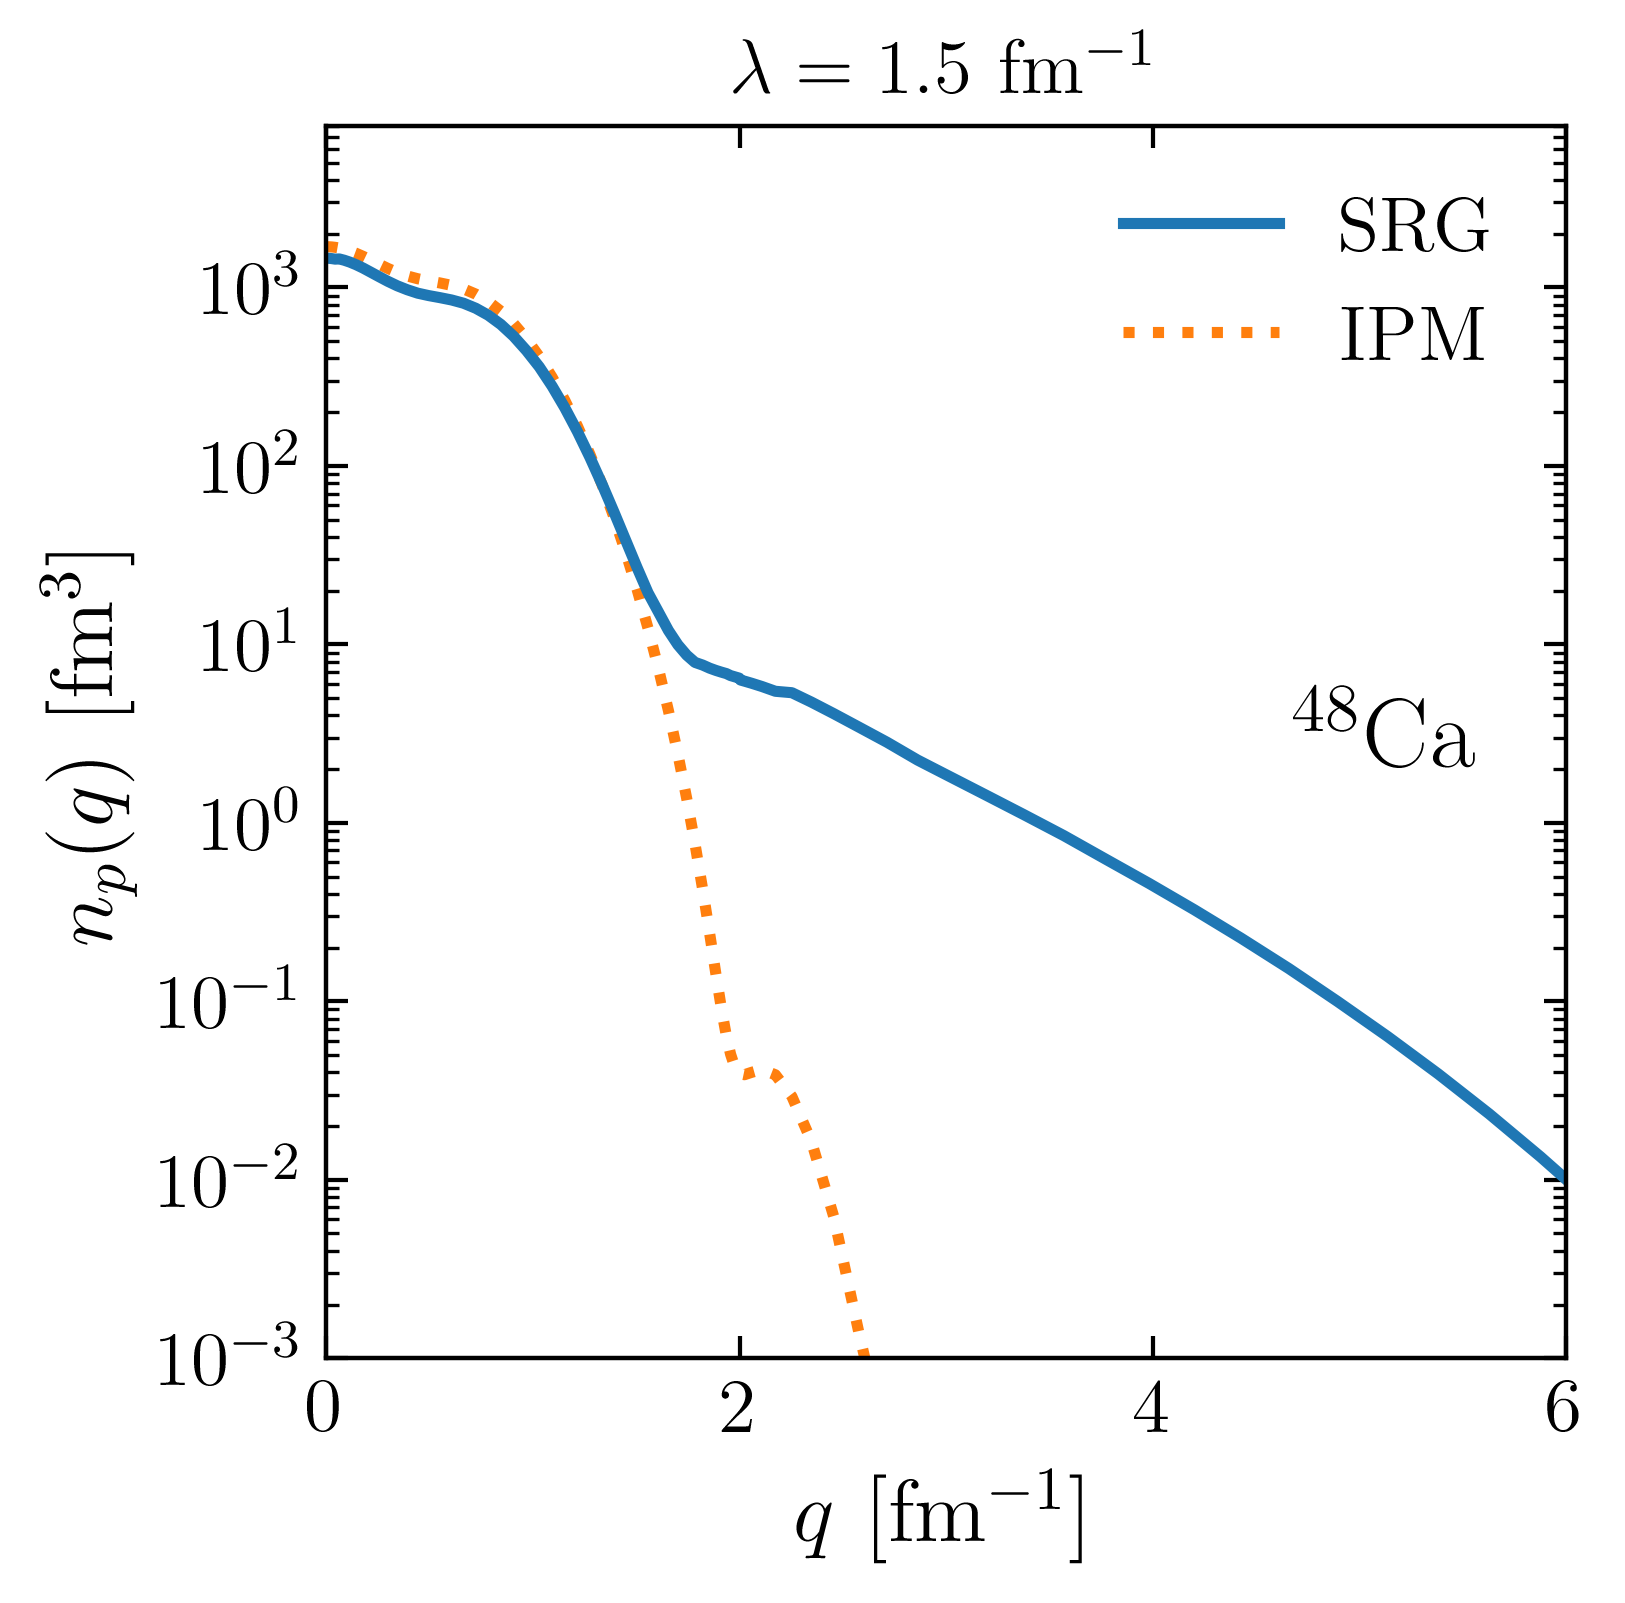 λ = 1.5 fm⁻¹
SRG
IPM
⁴⁸Ca
nₚ(q) [fm³]
10³
10²
10¹
10⁰
10⁻¹
10⁻²
10⁻³
0 2 4 6
q [fm⁻¹]